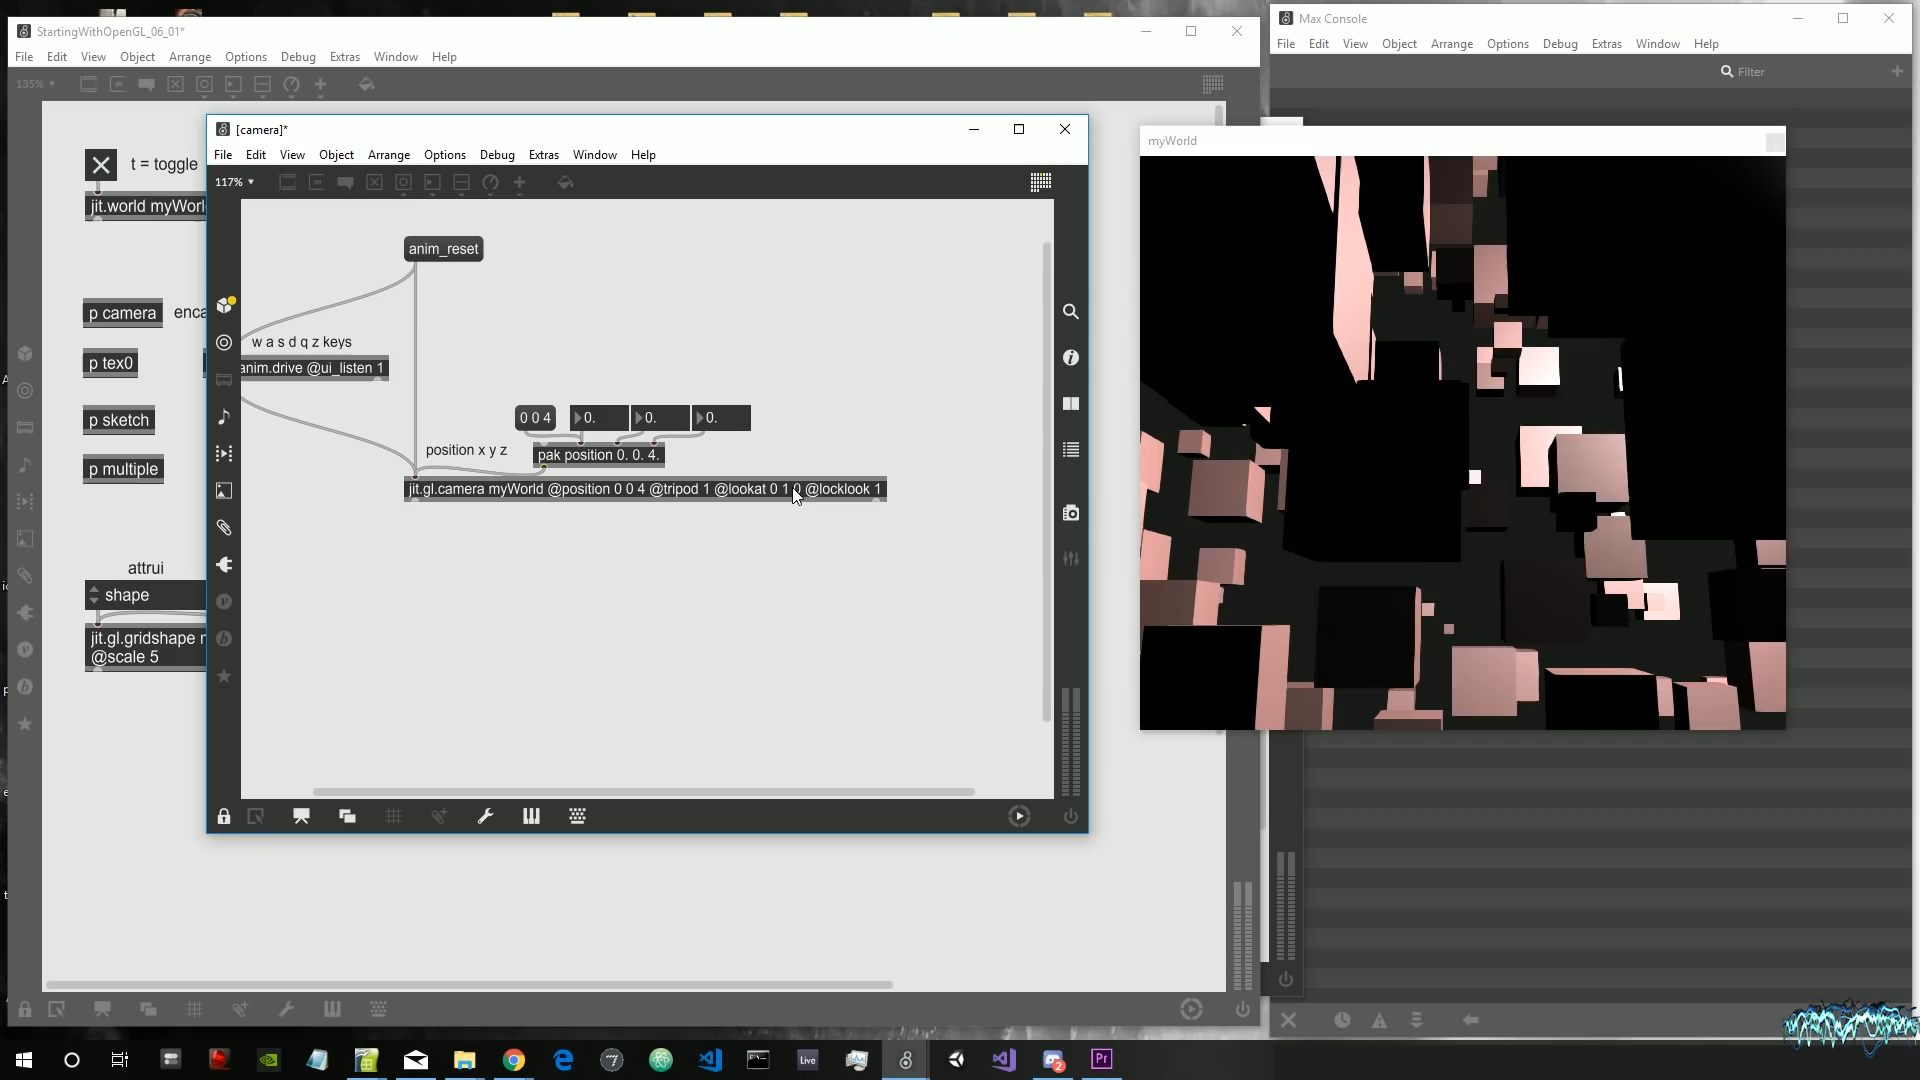 StartingWithOpenGL_06_01*
File Edit View Object Arrange Options Debug Extras Window Help
135%
t = toggle
jit.world myWorl
p camera
enca
p tex0
p sketch
p multiple
attrui
shape
jit.gl.gridshape
@scale 5
[camera]*
File Edit View Object Arrange Options Debug Extras Window Help
117%
anim_reset
w a s d q z keys
anim.drive @ui_listen 1
0 0 4
0.
0.
0.
position x y z
pak position 0. 0. 4.
jit.gl.camera myWorld @position 0 0 4 @tripod 1 @lookat 0 1 0 @locklook 1
Max Console
File Edit View Object Arrange Options Debug Extras Window Help
Filter
myWorld
Live
2
Pr